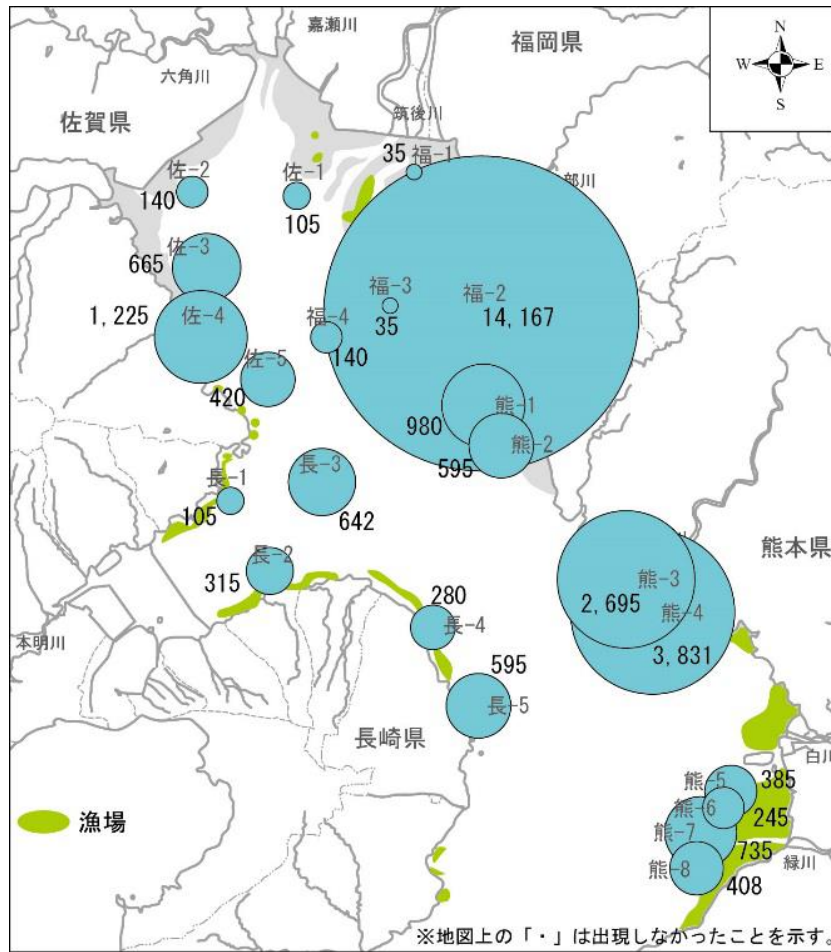 嘉瀬川
福岡県
N
W
E
S
六角川
佐賀県
筑後川
35
福-1
佐-2
佐-1
部川
140
105
佐-3
665
福-3
福-2
1,225
佐-4
福-4
35
14,167
140
佐-5
420
熊-1
980
熊-2
595
長-3
長-1
105
642
熊本県
長-2
熊-3
315
280
2,695
熊-4
本明川
長-4
3,831
595
長-5
長崎県
白川
熊-5
385
漁場
熊-6
245
熊-7
735
緑川
熊-8
408
※地図上の「・」は出現しなかったことを示す。